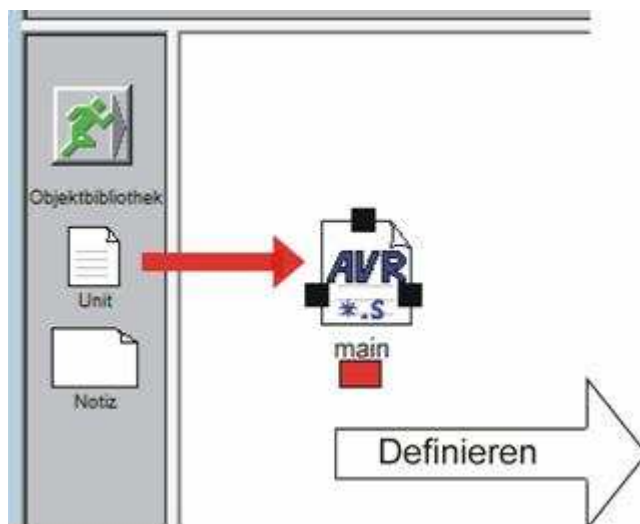 Objektbibliothek
Unit
Notiz
AVR
*.s
main
Definieren